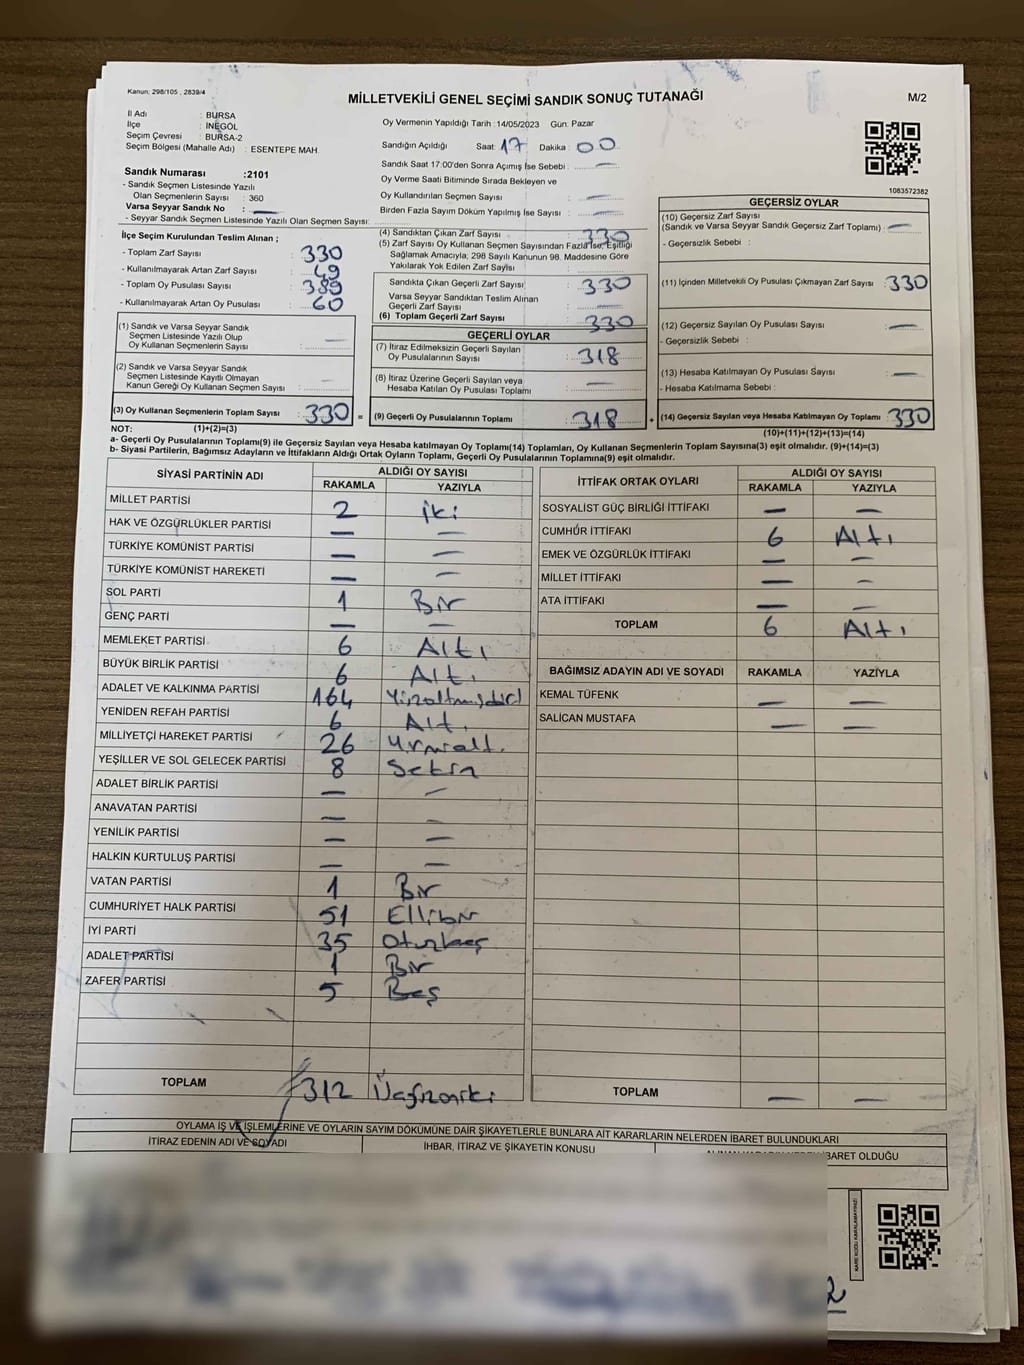 Kanun; 298/105 , 2839/4
MİLLETVEKİLİ GENEL SEÇİMİ SANDIK SONUÇ TUTANAĞI
M/2
İl Adı : BURSA
İlçe : İNEGÖL
Seçim Çevresi : BURSA-2
Seçim Bölgesi (Mahalle Adı) : ESENTEPE MAH.
Oy Vermenin Yapıldığı Tarih :14/05/2023 Gün: Pazar
Sandığın Açıldığı Saat: 17 Dakika : 00
Sandık Saat 17:00'den Sonra Açımış İse Sebebi : —
Oy Verme Saati Bitiminde Sırada Bekleyen ve
Oy Kullandırılan Seçmen Sayısı : —
Birden Fazla Sayım Döküm Yapılmış İse Sayısı : —
1083572382
Sandık Numarası :2101
- Sandık Seçmen Listesinde Yazılı
Olan Seçmenlerin Sayısı : 360
Varsa Seyyar Sandık No : —
- Seyyar Sandık Seçmen Listesinde Yazılı Olan Seçmen Sayısı:
İlçe Seçim Kurulundan Teslim Alınan ;
- Toplam Zarf Sayısı : 330
- Kullanılmayarak Artan Zarf Sayısı : 49
- Toplam Oy Pusulası Sayısı : 389
- Kullanılmayarak Artan Oy Pusulası : 60
(1) Sandık ve Varsa Seyyar Sandık
Seçmen Listesinde Yazılı Olup
Oy Kullanan Seçmenlerin Sayısı : —
(2) Sandık ve Varsa Seyyar Sandık
Seçmen Listesinde Kayıtlı Olmayan
Kanun Gereği Oy Kullanan Seçmen Sayısı : —
(3) Oy Kullanan Seçmenlerin Toplam Sayısı : 330 =
(4) Sandıktan Çıkan Zarf Sayısı : 330
(5) Zarf Sayısı Oy Kullanan Seçmen Sayısından Fazla İse, Eşitliği
Sağlamak Amacıyla; 298 Sayılı Kanunun 98. Maddesine Göre
Yakılarak Yok Edilen Zarf Sayısı :
Sandıkta Çıkan Geçerli Zarf Sayısı : 330
Varsa Seyyar Sandıktan Teslim Alınan
Geçerli Zarf Sayısı : —
(6) Toplam Geçerli Zarf Sayısı : 330
GEÇERLİ OYLAR
(7) İtiraz Edilmeksizin Geçerli Sayılan
Oy Pusulalarının Sayısı : 318
(8) İtiraz Üzerine Geçerli Sayılan veya
Hesaba Katılan Oy Pusulası Toplamı : —
(9) Geçerli Oy Pusulalarının Toplamı : 318 +
GEÇERSİZ OYLAR
(10) Geçersiz Zarf Sayısı
(Sandık ve Varsa Seyyar Sandık Geçersiz Zarf Toplamı) : —
- Geçersizlik Sebebi :
(11) İçinden Milletvekili Oy Pusulası Çıkmayan Zarf Sayısı : 330
(12) Geçersiz Sayılan Oy Pusulası Sayısı : —
- Geçersizlik Sebebi :
(13) Hesaba Katılmayan Oy Pusulası Sayısı : —
- Hesaba Katılmama Sebebi :
(14) Geçersiz Sayılan veya Hesaba Katılmayan Oy Toplamı : 330
NOT: (1)+(2)=(3)
(10)+(11)+(12)+(13)=(14)
a- Geçerli Oy Pusulalarının Toplamı(9) ile Geçersiz Sayılan veya Hesaba katılmayan Oy Toplamı(14) Toplamları, Oy Kullanan Seçmenlerin Toplam Sayısına(3) eşit olmalıdır. (9)+(14)=(3)
b- Siyasi Partilerin, Bağımsız Adayların ve İttifakların Aldığı Ortak Oyların Toplamı, Geçerli Oy Pusulalarının Toplamına(9) eşit olmalıdır.
SİYASİ PARTİNİN ADI
ALDIĞI OY SAYISI
RAKAMLA YAZIYLA
MİLLET PARTİSİ 2 iki
HAK VE ÖZGÜRLÜKLER PARTİSİ — —
TÜRKİYE KOMÜNİST PARTİSİ — —
TÜRKİYE KOMÜNİST HAREKETİ — —
SOL PARTİ 1 Bir
GENÇ PARTİ — —
MEMLEKET PARTİSİ 6 Altı
BÜYÜK BİRLİK PARTİSİ 6 Altı
ADALET VE KALKINMA PARTİSİ 164 Yüzaltmışdört
YENİDEN REFAH PARTİSİ 6 Altı
MİLLİYETÇİ HAREKET PARTİSİ 26 Yirmialtı
YEŞİLLER VE SOL GELECEK PARTİSİ 8 Sekiz
ADALET BİRLİK PARTİSİ — —
ANAVATAN PARTİSİ — —
YENİLİK PARTİSİ — —
HALKIN KURTULUŞ PARTİSİ — —
VATAN PARTİSİ 1 Bir
CUMHURİYET HALK PARTİSİ 51 Ellibir
İYİ PARTİ 35 Otuzbeş
ADALET PARTİSİ 1 Bir
ZAFER PARTİSİ 5 Beş
TOPLAM 312 Üçyüzoniki
İTTİFAK ORTAK OYLARI
ALDIĞI OY SAYISI
RAKAMLA YAZIYLA
SOSYALİST GÜÇ BİRLİĞİ İTTİFAKI — —
CUMHUR İTTİFAKI 6 Altı
EMEK VE ÖZGÜRLÜK İTTİFAKI — —
MİLLET İTTİFAKI — —
ATA İTTİFAKI — —
TOPLAM 6 Altı
BAĞIMSIZ ADAYIN ADI VE SOYADI RAKAMLA YAZIYLA
KEMAL TÜFENK — —
SALİCAN MUSTAFA — —
TOPLAM — —
OYLAMA İŞ VE İŞLEMLERİNE VE OYLARIN SAYIM DÖKÜMÜNE DAİR ŞİKAYETLERLE BUNLARA AİT KARARLARIN NELERDEN İBARET BULUNDUKLARI
İTİRAZ EDENİN ADI VE SOYADI
İHBAR, İTİRAZ VE ŞİKAYETİN KONUSU
İBARET OLDUĞU
KARE KODU KARALAMAYINIZ!